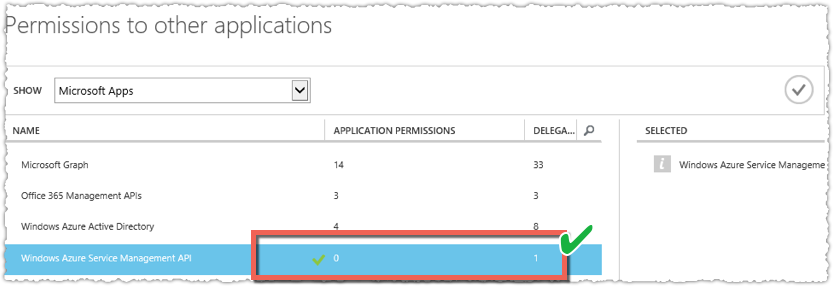 Permissions to other applications
SHOW Microsoft Apps
NAME APPLICATION PERMISSIONS DELEGA... SELECTED
Microsoft Graph 14 33 Windows Azure Service Manageme
Office 365 Management APIs 3 3
Windows Azure Active Directory 4 8
Windows Azure Service Management API 0 1